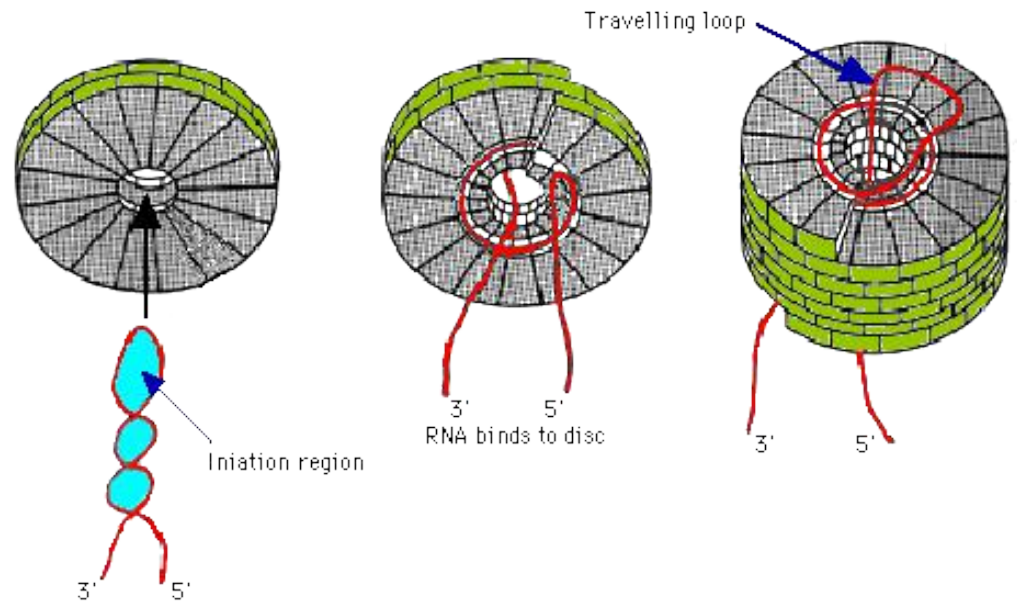 Travelling loop
3' 5'
RNA binds to disc
3' 5'
Iniation region
3' 5'